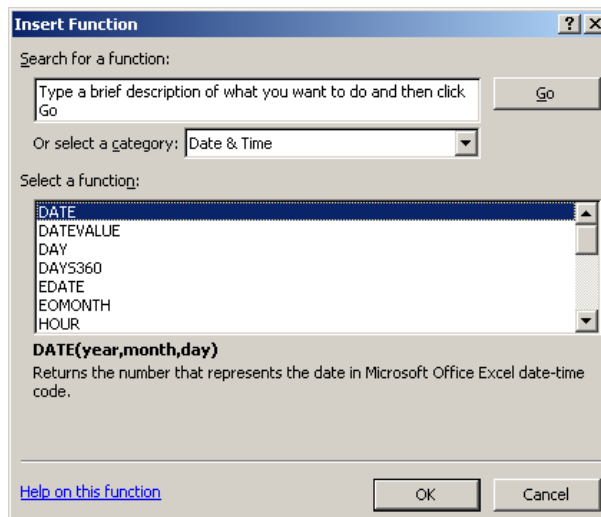 Insert Function
Search for a function:
Type a brief description of what you want to do and then click
Go
Go
Or select a category: Date & Time
Select a function:
DATE
DATEVALUE
DAY
DAYS360
EDATE
EOMONTH
HOUR
DATE(year,month,day)
Returns the number that represents the date in Microsoft Office Excel date-time
code.
Help on this function
OK
Cancel